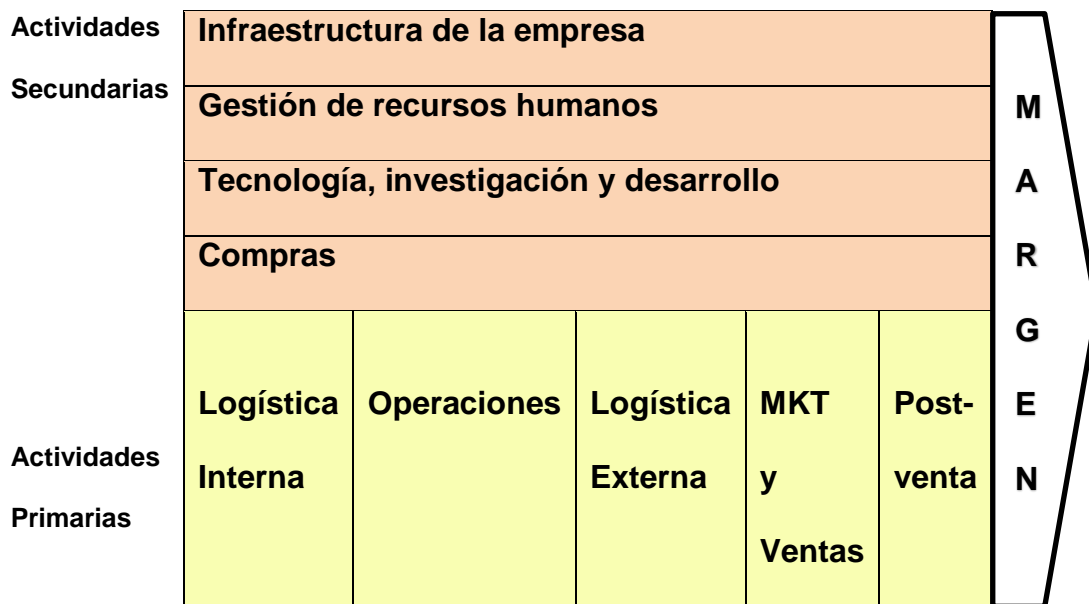 Actividades
Secundarias
Infraestructura de la empresa
Gestión de recursos humanos
Tecnología, investigación y desarrollo
Compras
Actividades
Primarias
Logística
Interna
Operaciones
Logística
Externa
MKT
y
Ventas
Post-
venta
M
A
R
G
E
N